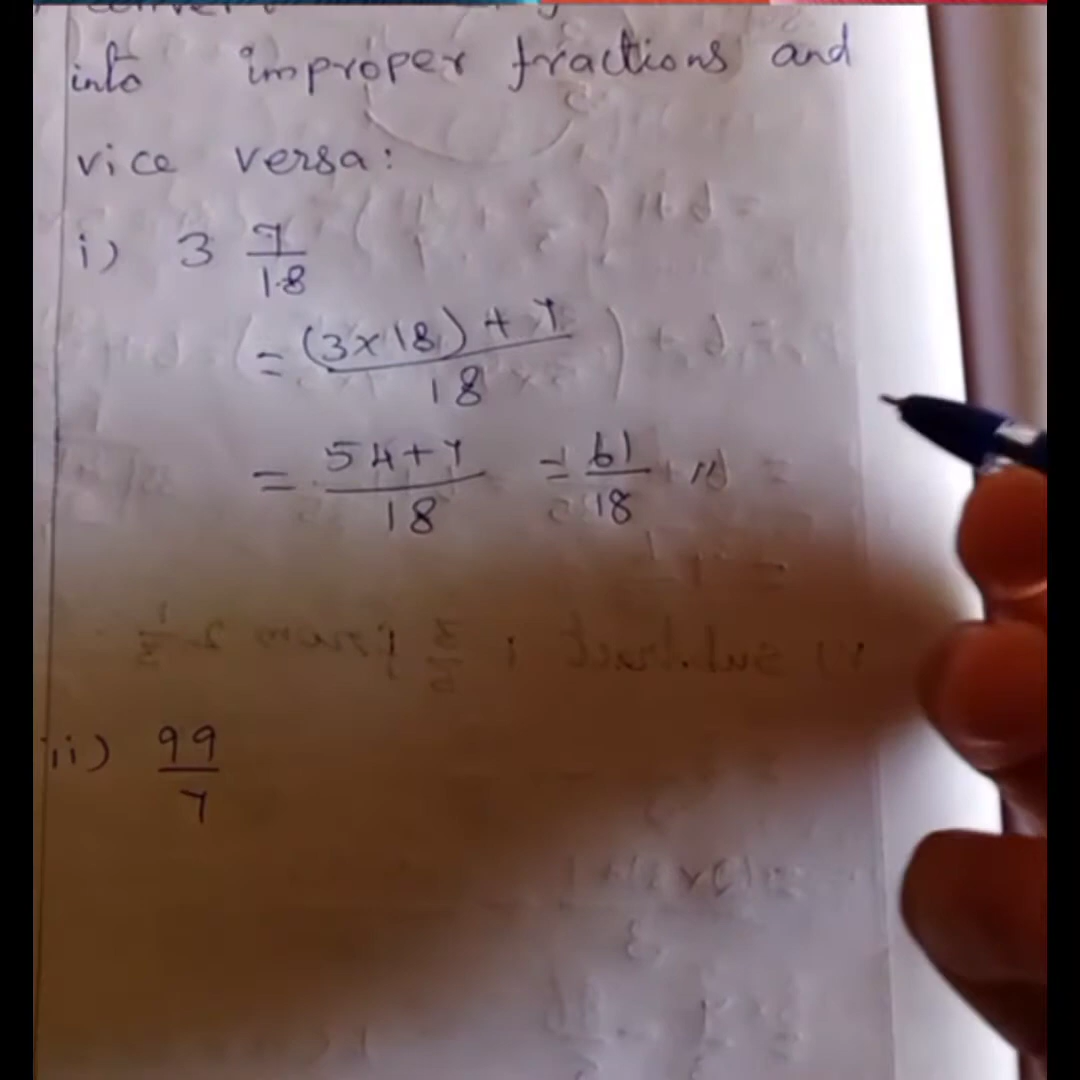 into improper fractions and
vice versa:
i) 3 7/18
= (3×18)+7/18
= 54+7/18 = 61/18
ii) 99/7